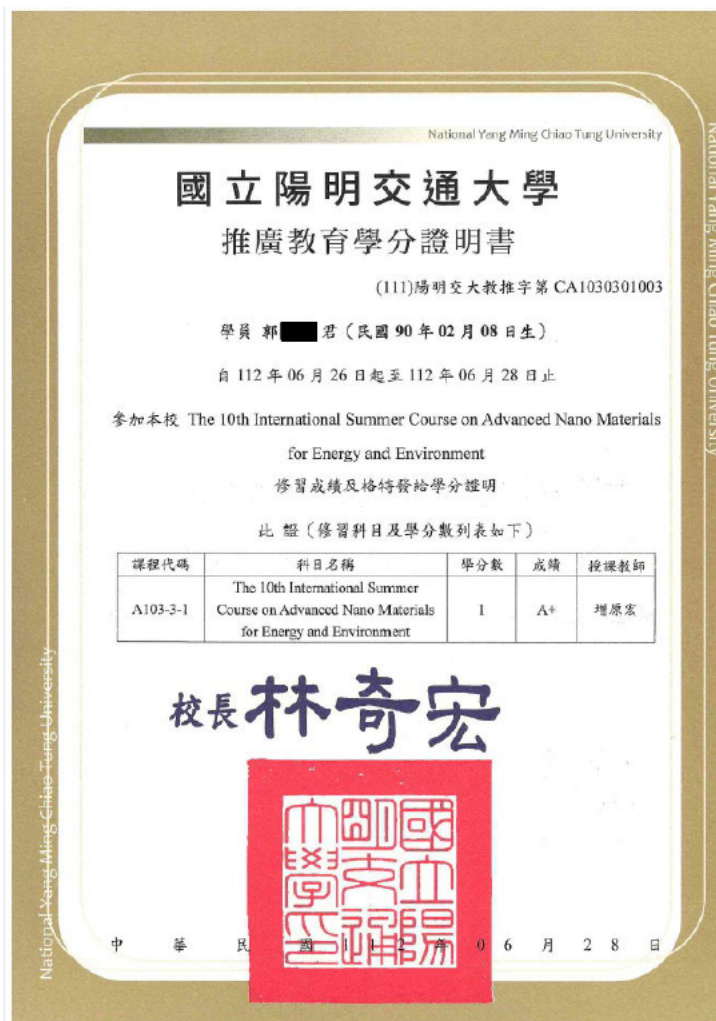 National Yang Ming Chiao Tung University
國立陽明交通大學
推廣教育學分證明書
(111)陽明交大教推字第 CA1030301003
學員 郭 君（民國 90 年 02 月 08 日生）
自 112 年 06 月 26 日起至 112 年 06 月 28 日止
參加本校 The 10th International Summer Course on Advanced Nano Materials
for Energy and Environment
修習成績及格特發給學分證明
此 證（修習科目及學分數列表如下）
課程代碼 科目名稱 學分數 成績 授課教師
A103-3-1 The 10th International Summer Course on Advanced Nano Materials for Energy and Environment 1 A+ 增原宏
校長 林奇宏
國立陽明交通大學印
中華民國 112 年 06 月 28 日
National Yang Ming Chiao Tung University
National Yang Ming Chiao Tung University